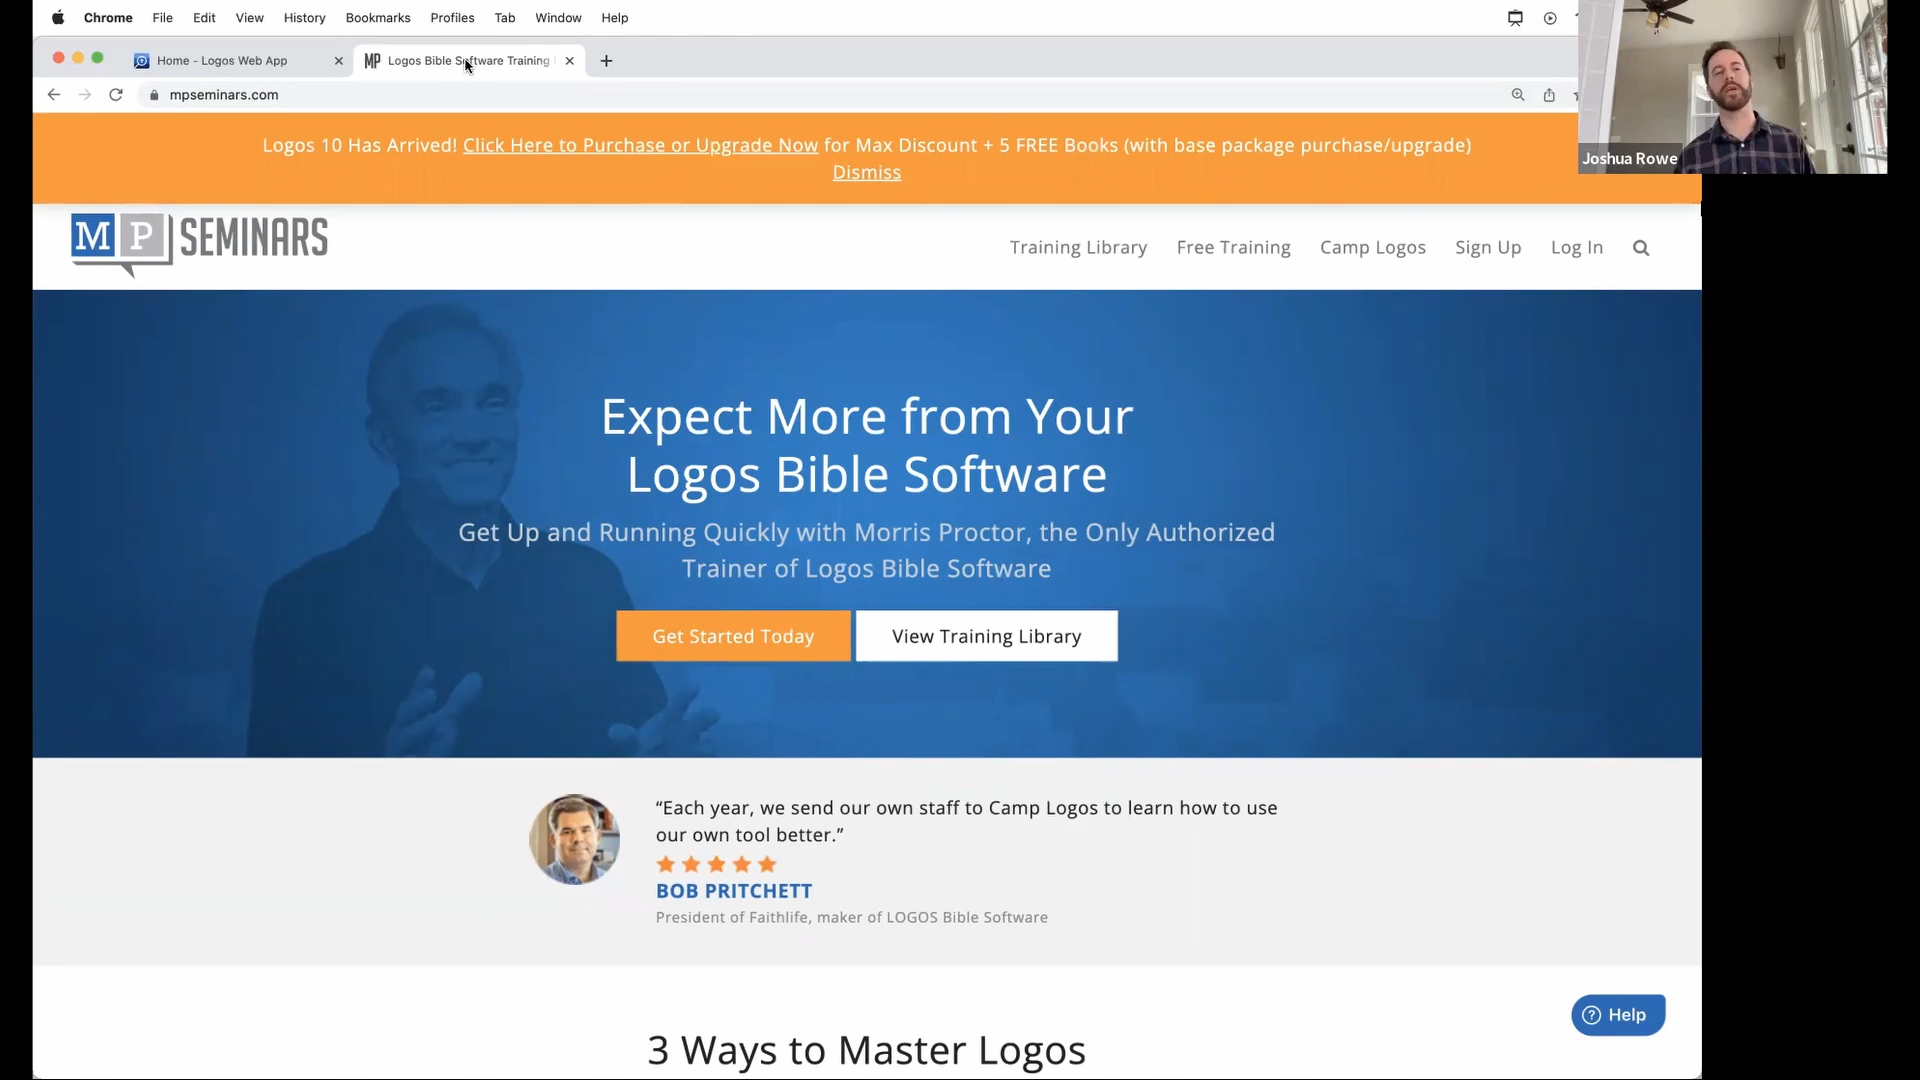 Chrome File Edit View History Bookmarks Profiles Tab Window Help
Home - Logos Web App
MP Logos Bible Software Training
mpseminars.com
Joshua Rowe
Logos 10 Has Arrived! Click Here to Purchase or Upgrade Now for Max Discount + 5 FREE Books (with base package purchase/upgrade)
Dismiss
MP SEMINARS
Training Library Free Training Camp Logos Sign Up Log In
Expect More from Your
Logos Bible Software
Get Up and Running Quickly with Morris Proctor, the Only Authorized
Trainer of Logos Bible Software
Get Started Today View Training Library
“Each year, we send our own staff to Camp Logos to learn how to use
our own tool better.”
BOB PRITCHETT
President of Faithlife, maker of LOGOS Bible Software
Help
3 Ways to Master Logos